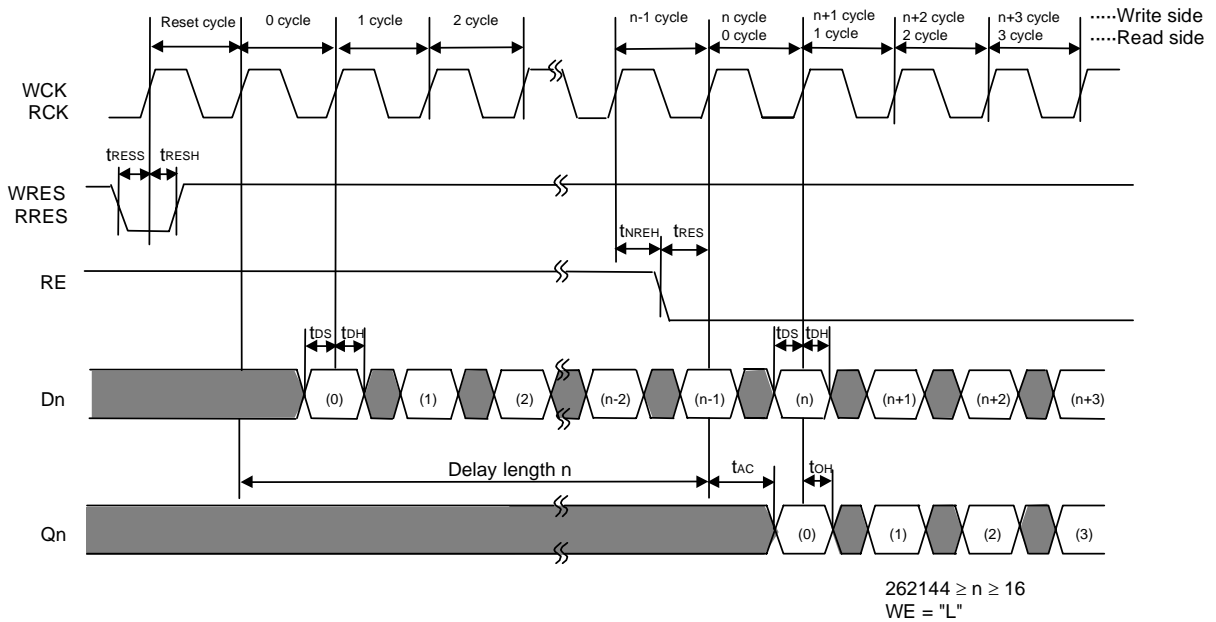 Reset cycle 0 cycle 1 cycle 2 cycle n-1 cycle n cycle n+1 cycle n+2 cycle n+3 cycle ·····Write side
0 cycle 1 cycle 2 cycle 3 cycle ·····Read side
WCK
RCK
tRESS tRESH
WRES
RRES
tNREH tRES
RE
tDS tDH tDS tDH
Dn (0) (1) (2) (n-2) (n-1) (n) (n+1) (n+2) (n+3)
Delay length n tAC tOH
Qn (0) (1) (2) (3)
262144 ≥ n ≥ 16
WE = "L"